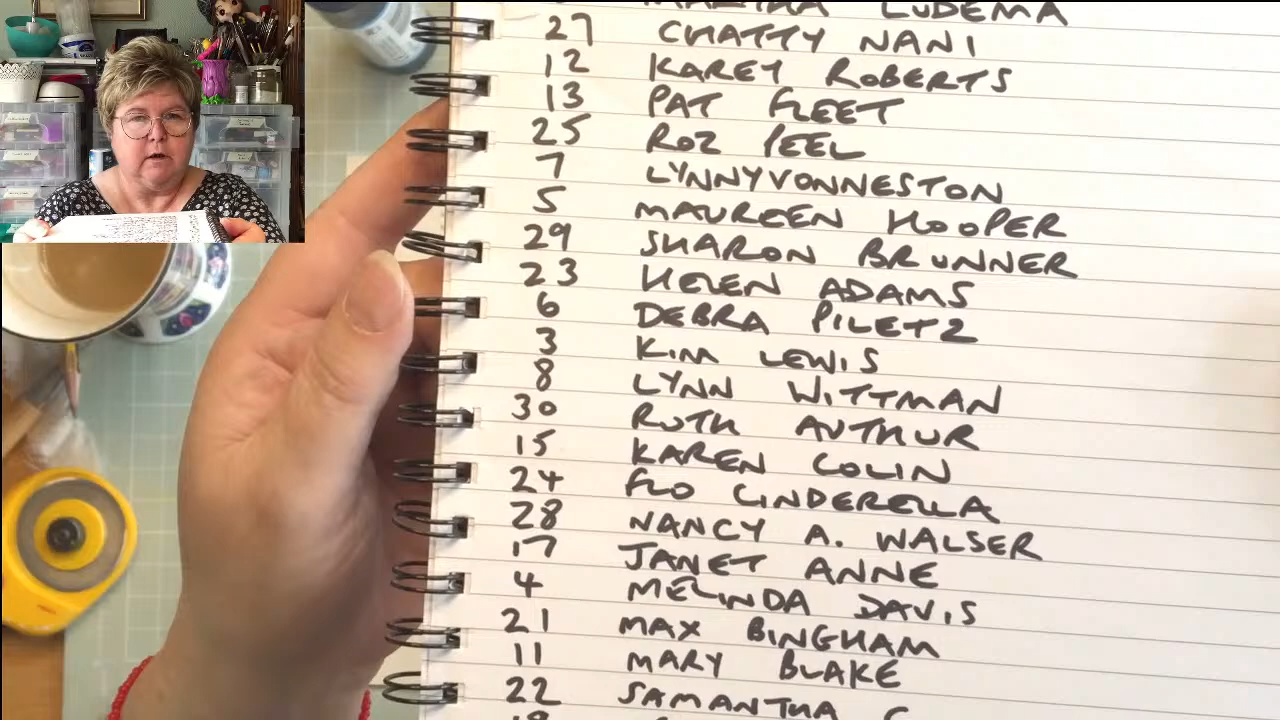 LUDEMA
27 CHATTY NANI
12 KAREY ROBERTS
13 PAT FLEET
25 ROZ PEEL
7 LYNNYVONNESTON
5 MAUREEN HOOPER
29 SHARON BRUNNER
23 HELEN ADAMS
6 DEBRA PILETZ
3 KIM LEWIS
8 LYNN WITTMAN
30 RUTH AUTHUR
15 KAREN COLIN
24 FLO CINDERELLA
28 NANCY A. WALSER
17 JANET ANNE
4 MELINDA DAVIS
21 MAX BINGHAM
11 MARY BLAKE
22 SAMANTHA